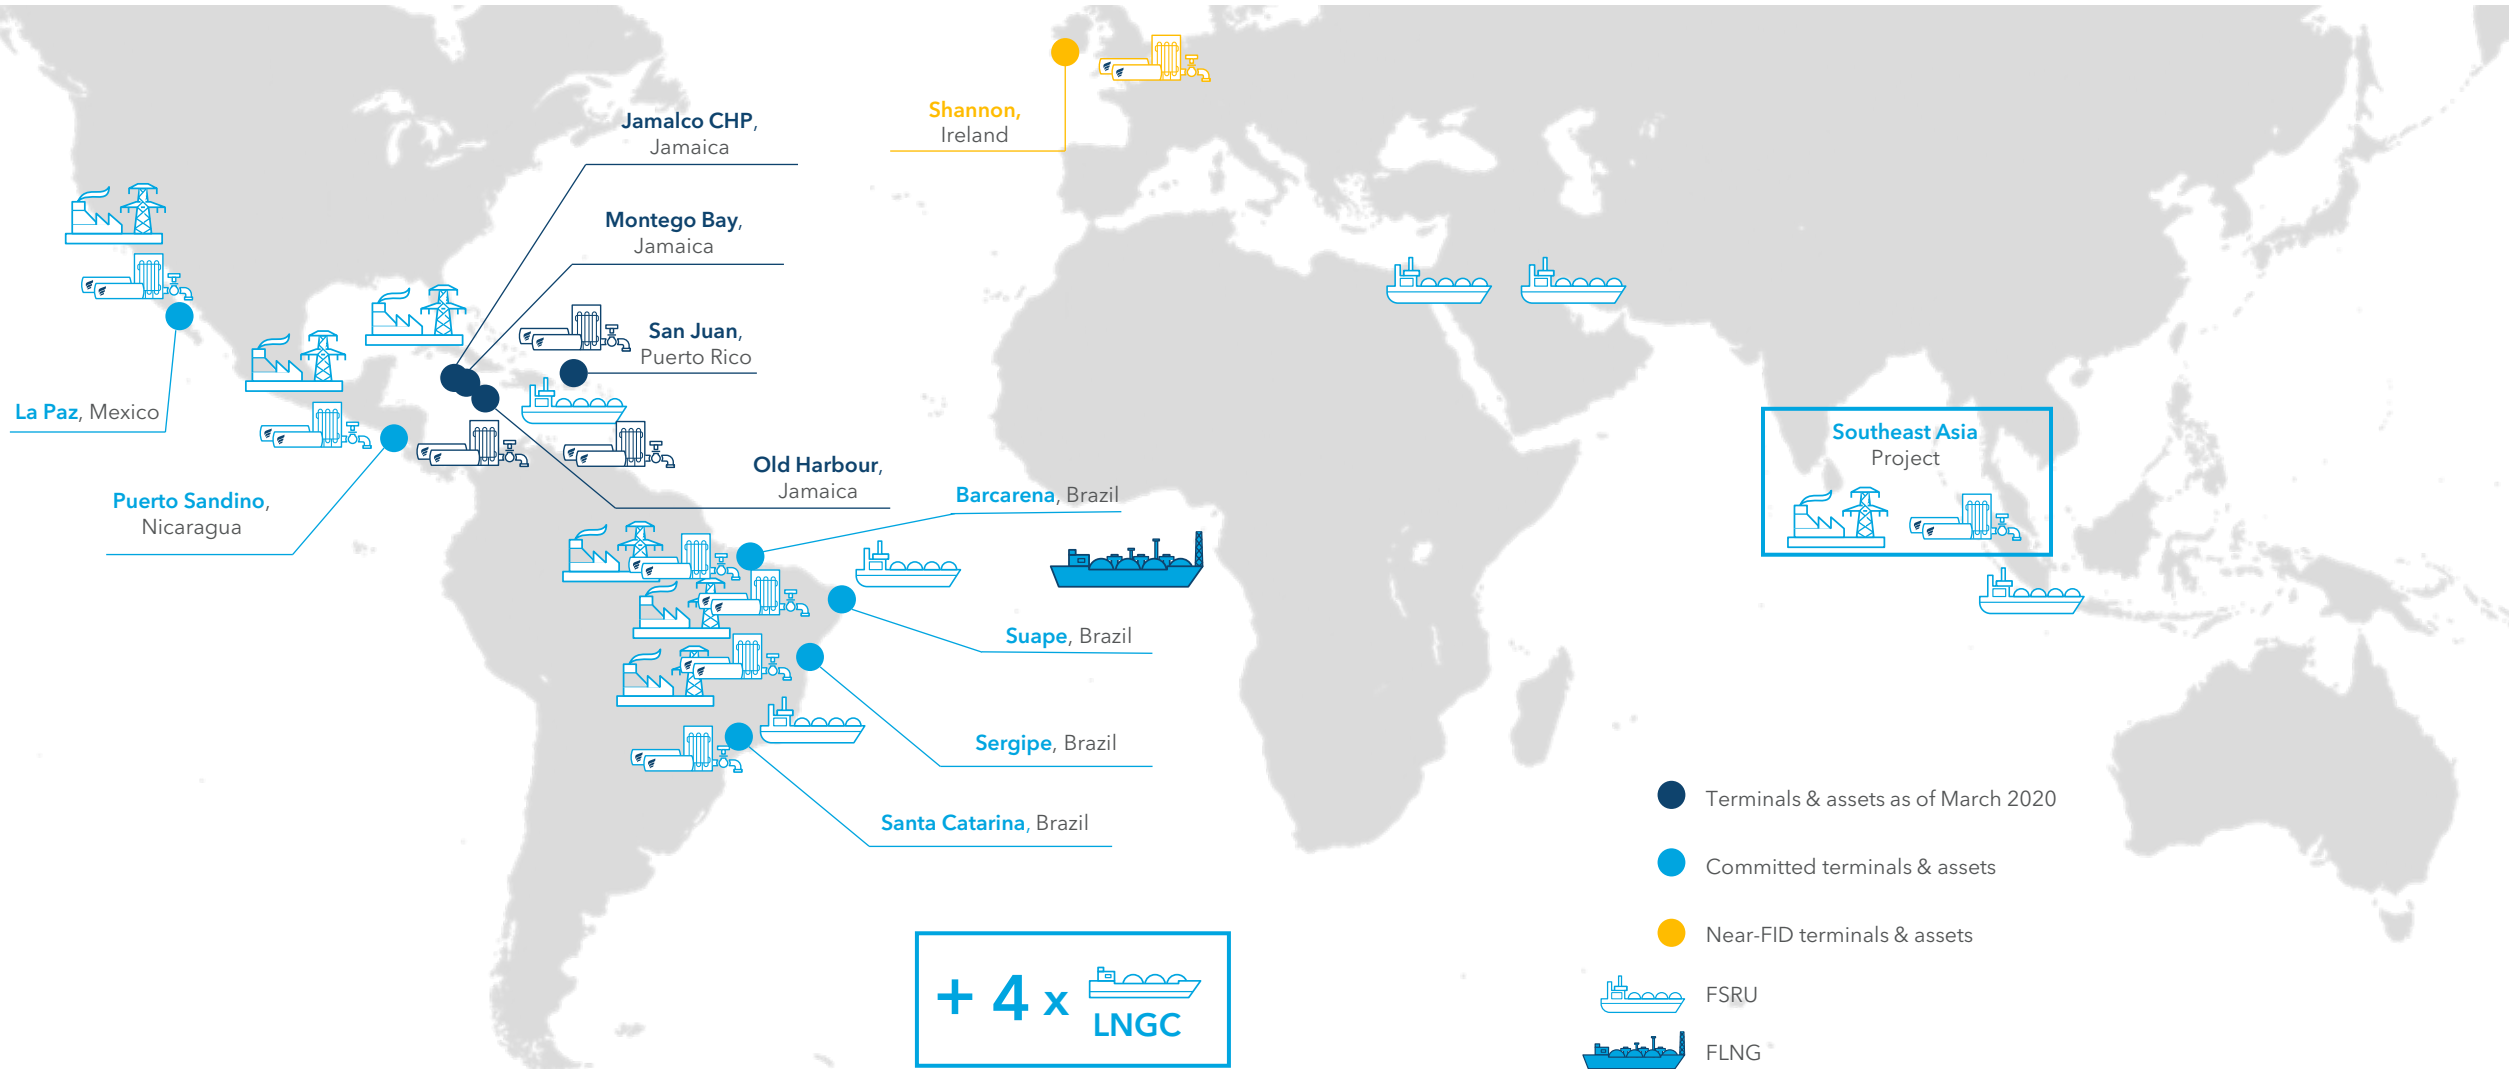 Shannon,
Ireland
Jamalco CHP,
Jamaica
Montego Bay,
Jamaica
San Juan,
Puerto Rico
La Paz, Mexico
Southeast Asia
Project
Old Harbour,
Jamaica
Puerto Sandino,
Nicaragua
Barcarena, Brazil
Suape, Brazil
Sergipe, Brazil
Santa Catarina, Brazil
Terminals & assets as of March 2020
Committed terminals & assets
Near-FID terminals & assets
FSRU
FLNG
+ 4 x
LNGC